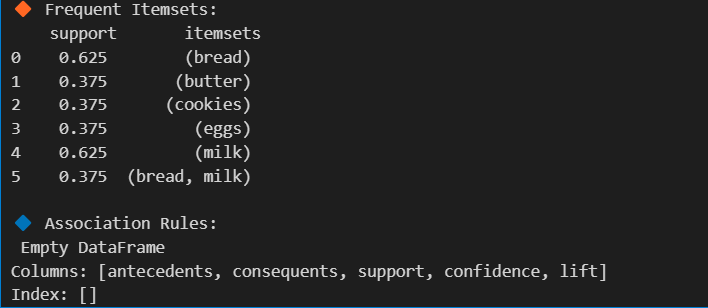 🔶 Frequent Itemsets:
    support       itemsets
0    0.625        (bread)
1    0.375       (butter)
2    0.375      (cookies)
3    0.375         (eggs)
4    0.625         (milk)
5    0.375  (bread, milk)
🔷 Association Rules:
 Empty DataFrame
Columns: [antecedents, consequents, support, confidence, lift]
Index: []